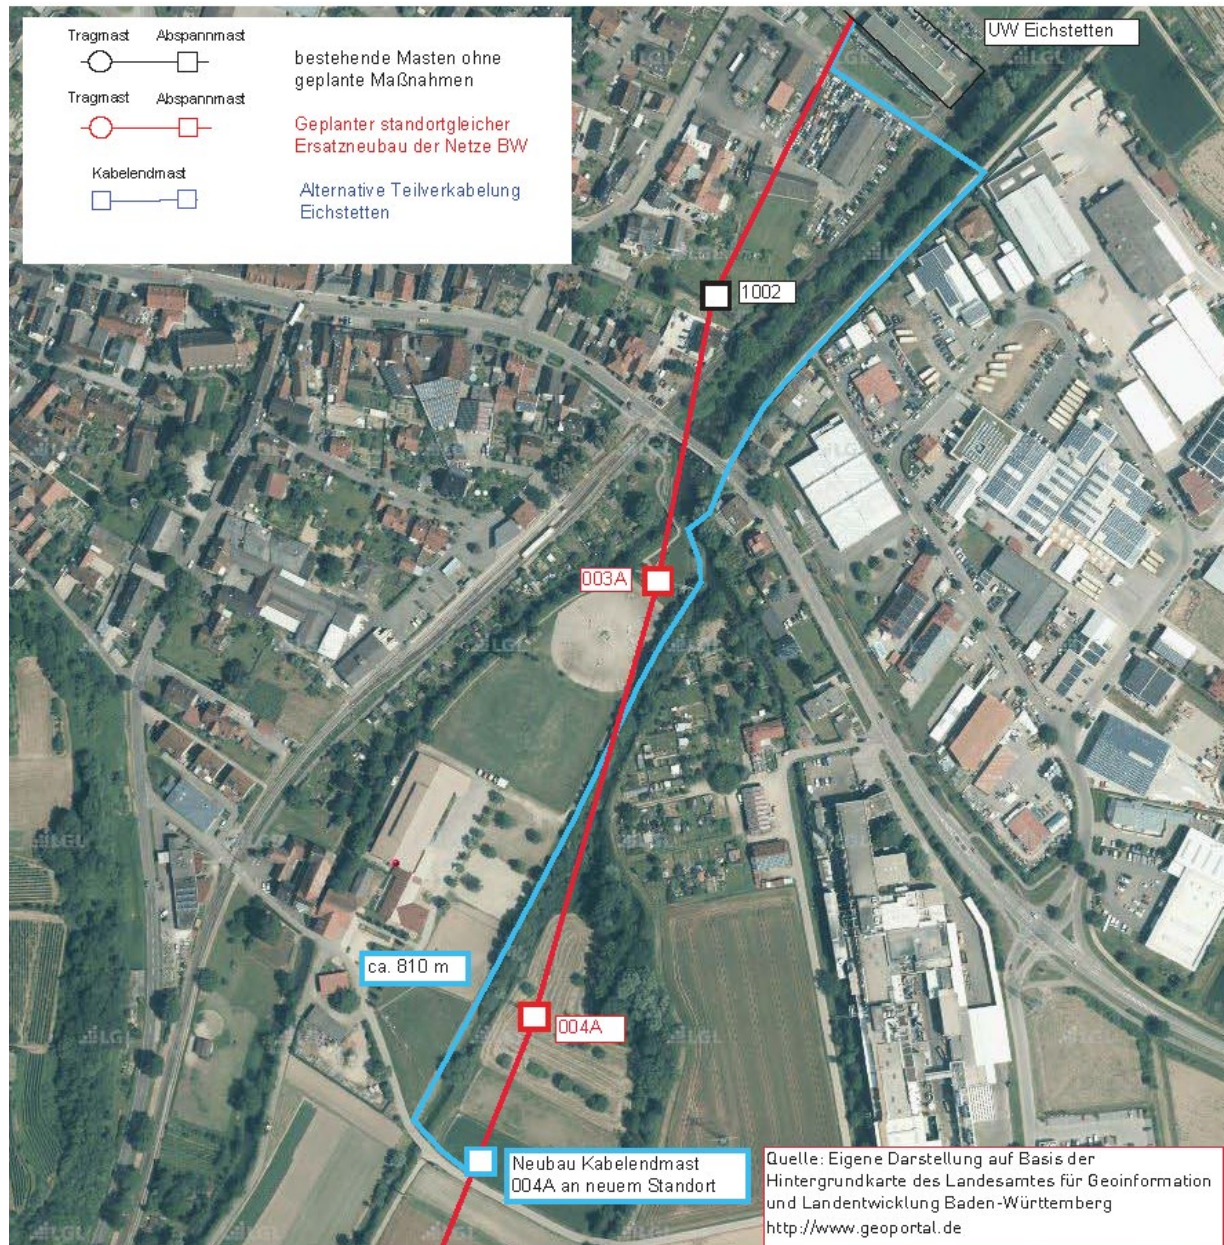 Tragmast Abspannmast
bestehende Masten ohne
geplante Maßnahmen
Tragmast Abspannmast
Geplanter standortgleicher
Ersatzneubau der Netze BW
Kabelendmast
Alternative Teilverkabelung
Eichstetten
UW Eichstetten
1002
003A
ca. 810 m
004A
Neubau Kabelendmast
004A an neuem Standort
Quelle: Eigene Darstellung auf Basis der
Hintergrundkarte des Landesamtes für Geoinformation
und Landentwicklung Baden-Württemberg
http://www.geoportal.de
LGL